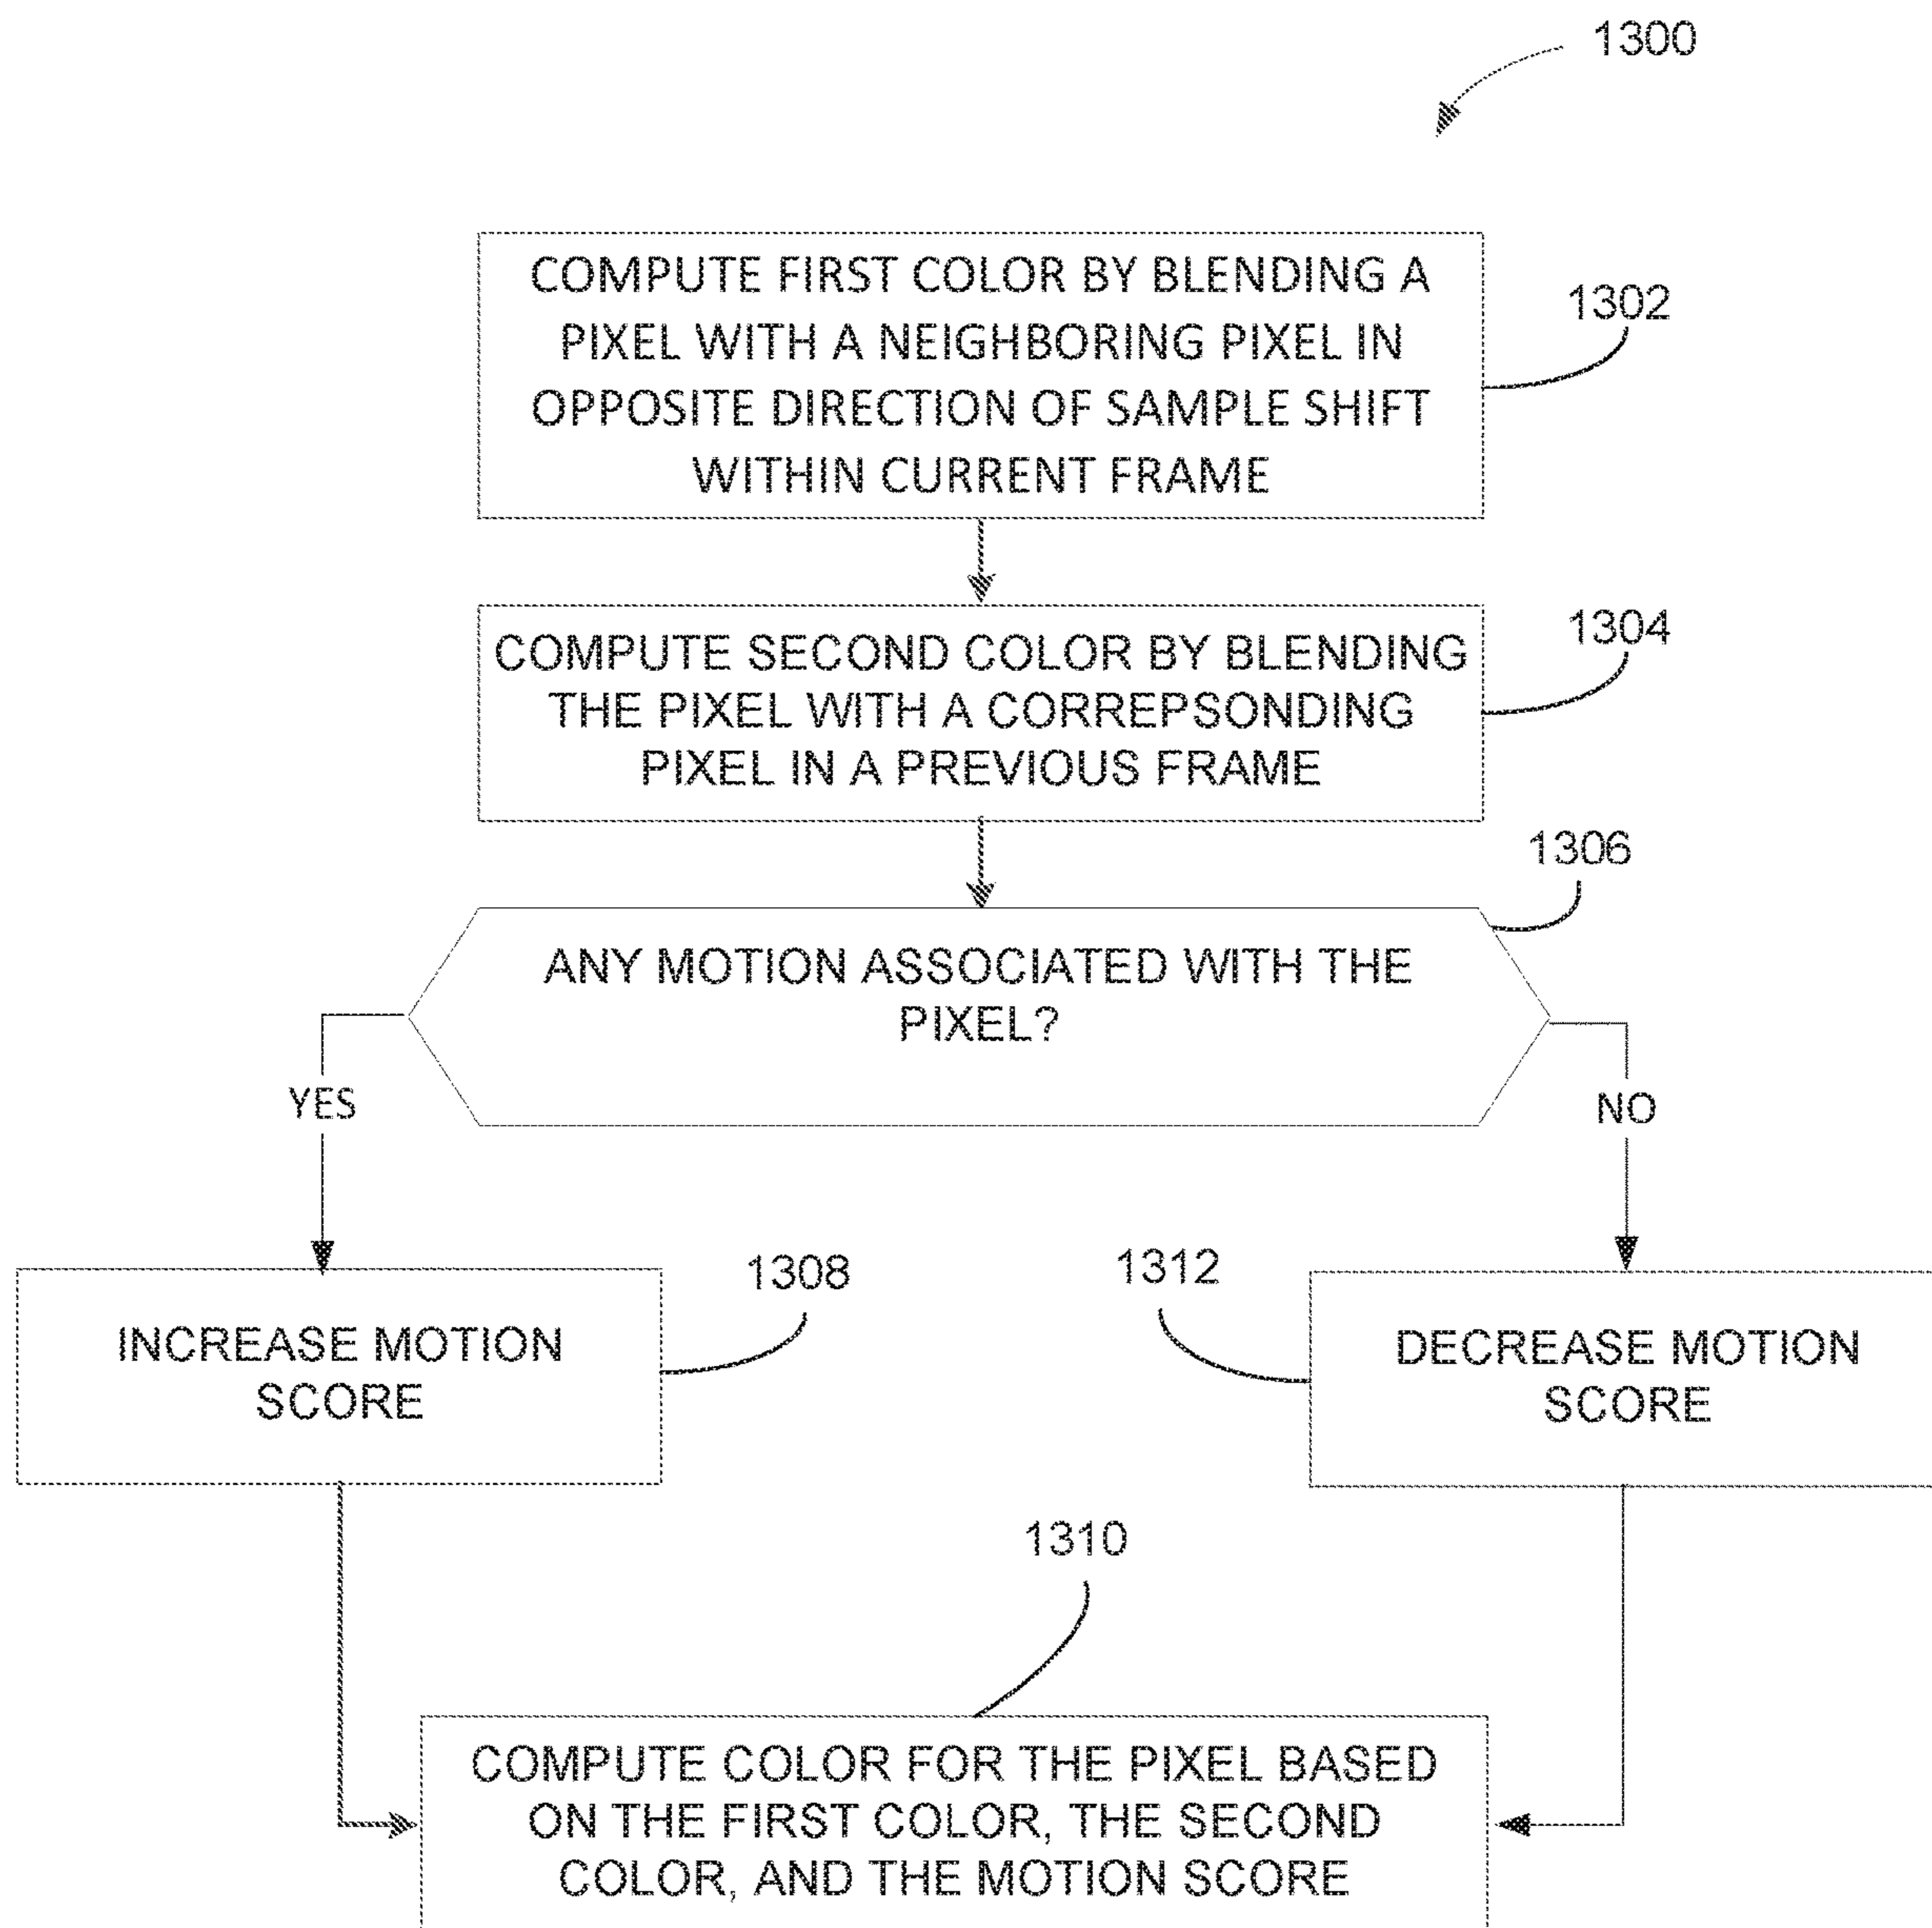 1300
COMPUTE FIRST COLOR BY BLENDING A
PIXEL WITH A NEIGHBORING PIXEL IN
OPPOSITE DIRECTION OF SAMPLE SHIFT
WITHIN CURRENT FRAME
1302
COMPUTE SECOND COLOR BY BLENDING
THE PIXEL WITH A CORREPSONDING
PIXEL IN A PREVIOUS FRAME
1304
1306
ANY MOTION ASSOCIATED WITH THE
PIXEL?
YES
NO
INCREASE MOTION
SCORE
1308
1312
DECREASE MOTION
SCORE
1310
COMPUTE COLOR FOR THE PIXEL BASED
ON THE FIRST COLOR, THE SECOND
COLOR, AND THE MOTION SCORE